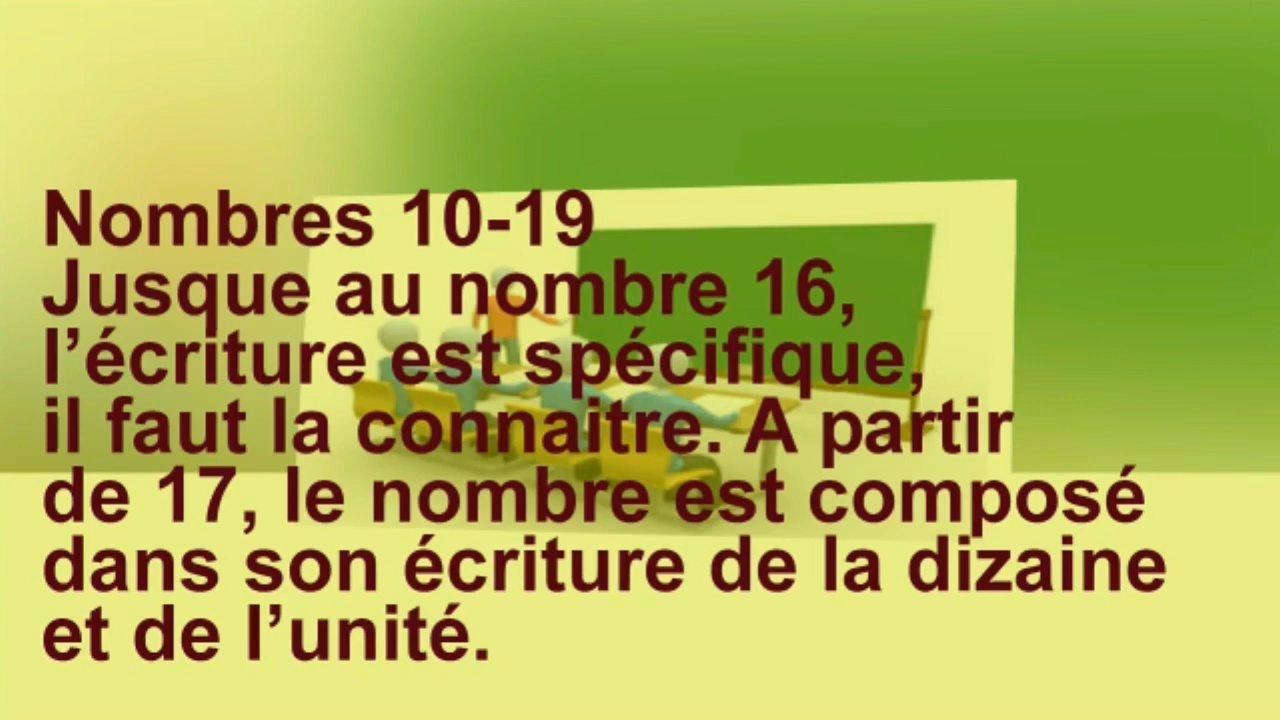 Nombres 10-19
Jusque au nombre 16,
l’écriture est spécifique,
il faut la connaitre. A partir
de 17, le nombre est composé
dans son écriture de la dizaine
et de l’unité.